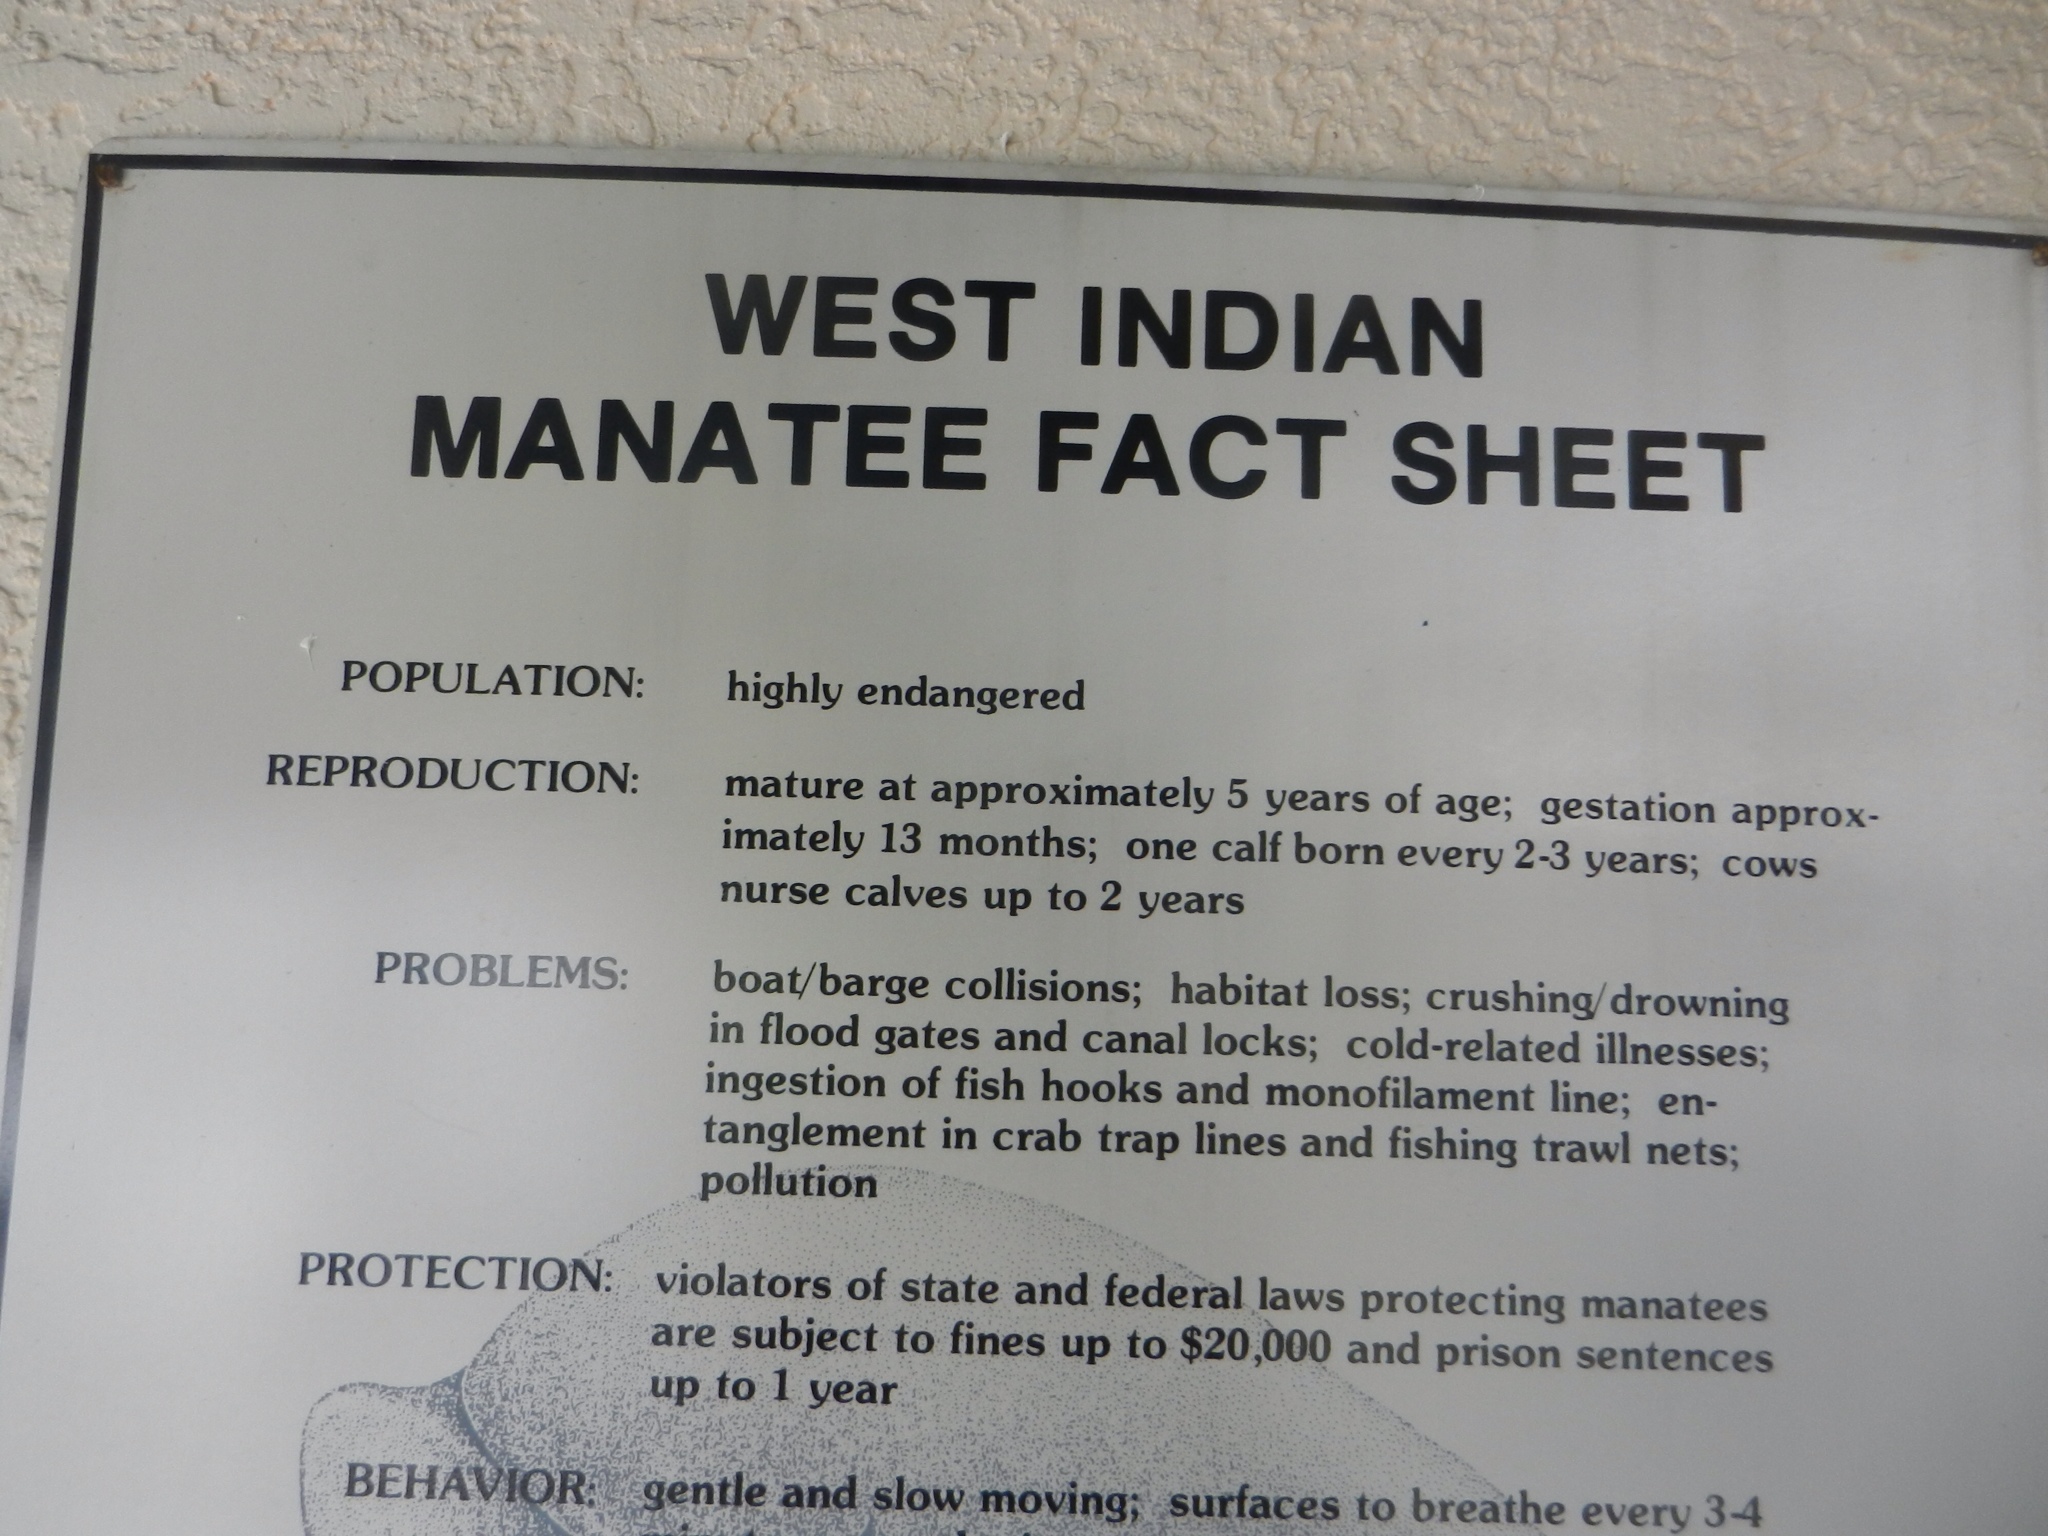 WEST INDIAN
MANATEE FACT SHEET
POPULATION: highly endangered
REPRODUCTION: mature at approximately 5 years of age; gestation approx-
imately 13 months; one calf born every 2-3 years; cows
nurse calves up to 2 years
PROBLEMS: boat/barge collisions; habitat loss; crushing/drowning
in flood gates and canal locks; cold-related illnesses;
ingestion of fish hooks and monofilament line; en-
tanglement in crab trap lines and fishing trawl nets;
pollution
PROTECTION: violators of state and federal laws protecting manatees
are subject to fines up to $20,000 and prison sentences
up to 1 year
BEHAVIOR: gentle and slow moving; surfaces to breathe every 3-4